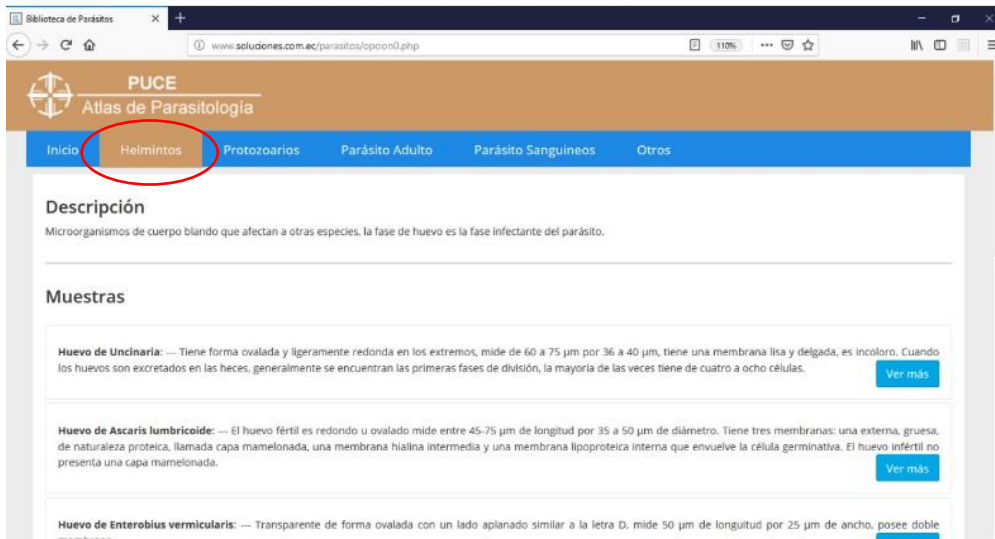 Biblioteca de Parásitos
www.soluciones.com.ec/parasitos/opcion0.php
110%
PUCE
Atlas de Parasitología
Inicio Helmintos Protozoarios Parásito Adulto Parásito Sanguineos Otros
Descripción
Microorganismos de cuerpo blando que afectan a otras especies, la fase de huevo es la fase infectante del parásito.
Muestras
Huevo de Uncinaria: — Tiene forma ovalada y ligeramente redonda en los extremos, mide de 60 a 75 µm por 36 a 40 µm, tiene una membrana lisa y delgada, es incoloro. Cuando
los huevos son excretados en las heces, generalmente se encuentran las primeras fases de división, la mayoría de las veces tiene de cuatro a ocho células.
Ver más
Huevo de Ascaris lumbricoide: — El huevo fértil es redondo u ovalado mide entre 45-75 µm de longitud por 35 a 50 µm de diámetro. Tiene tres membranas: una externa, gruesa,
de naturaleza proteica, llamada capa mamelonada, una membrana hialina intermedia y una membrana lipoproteica interna que envuelve la célula germinativa. El huevo infértil no
presenta una capa mamelonada.
Ver más
Huevo de Enterobius vermicularis: — Transparente de forma ovalada con un lado aplanado similar a la letra D, mide 50 µm de longuitud por 25 µm de ancho, posee doble